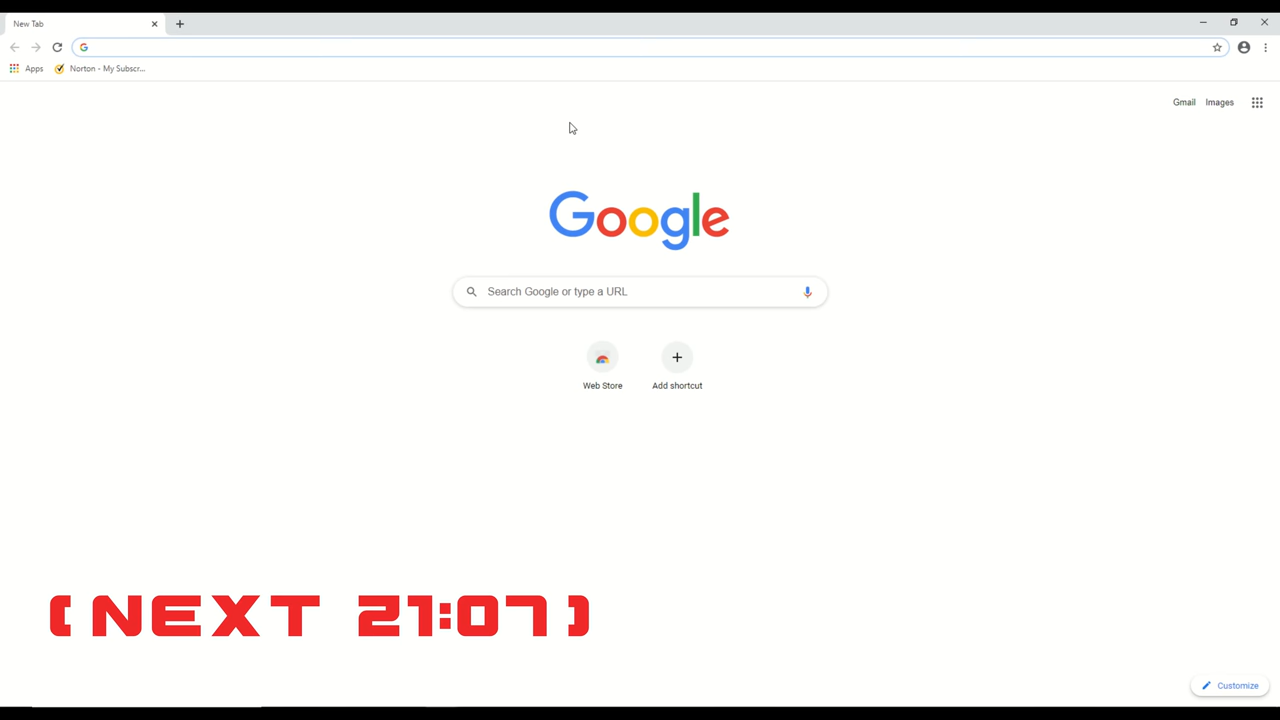 New Tab
Apps
Norton - My Subscr...
Gmail Images
Google
Search Google or type a URL
Web Store
Add shortcut
[ NEXT 21:07 ]
Customize